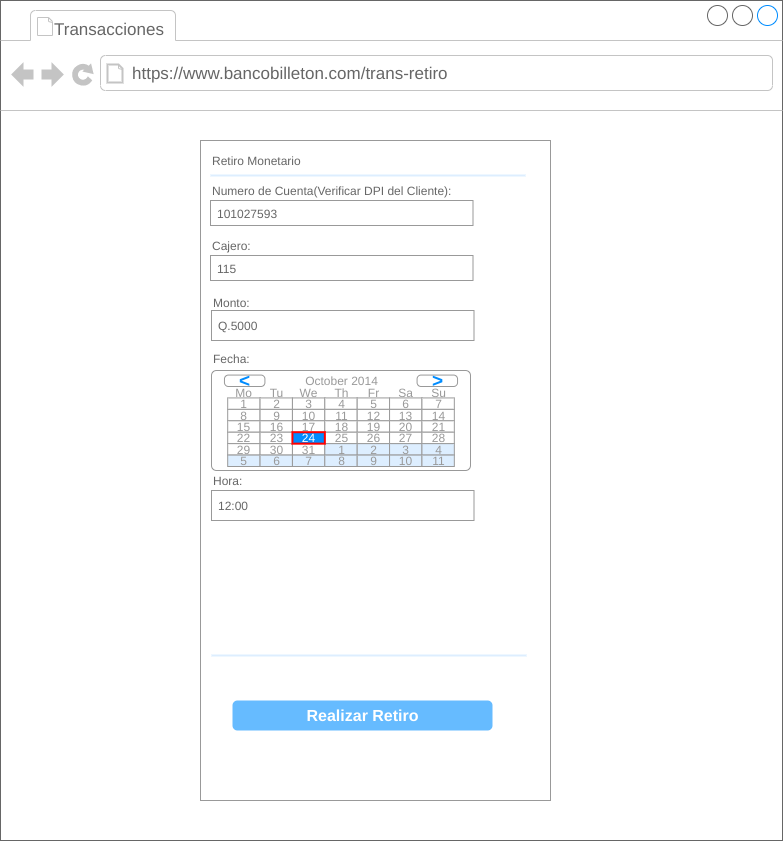 Transacciones
https://www.bancobilleton.com/trans-retiro
Retiro Monetario
Numero de Cuenta(Verificar DPI del Cliente):
101027593
Cajero:
115
Monto:
Q.5000
Fecha:
< October 2014 >
Mo Tu We Th Fr Sa Su
1 2 3 4 5 6 7
8 9 10 11 12 13 14
15 16 17 18 19 20 21
22 23 24 25 26 27 28
29 30 31 1 2 3 4
5 6 7 8 9 10 11
Hora:
12:00
Realizar Retiro